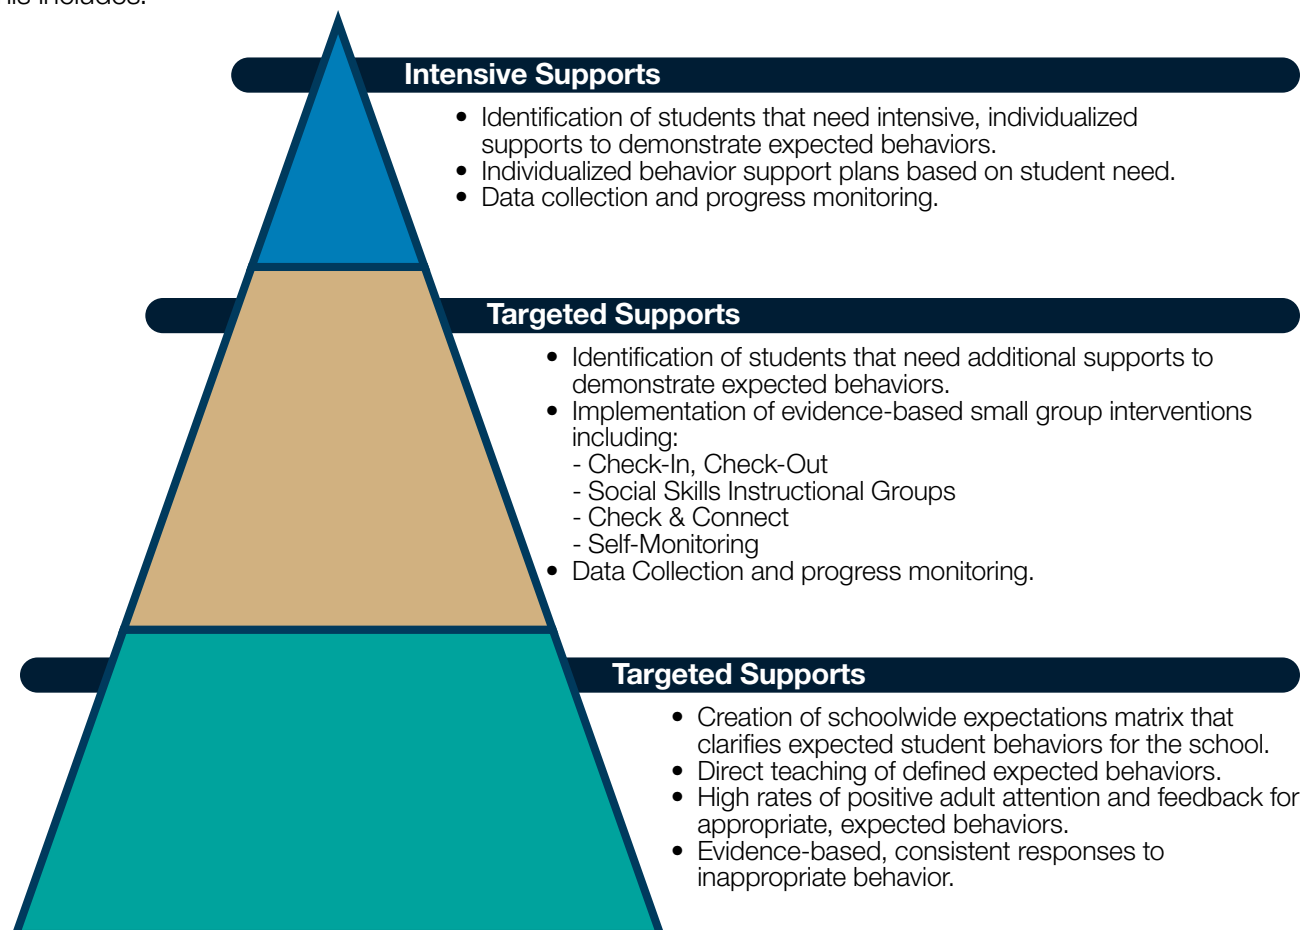 his includes:
Intensive Supports
• Identification of students that need intensive, individualized
supports to demonstrate expected behaviors.
• Individualized behavior support plans based on student need.
• Data collection and progress monitoring.
Targeted Supports
• Identification of students that need additional supports to
demonstrate expected behaviors.
• Implementation of evidence-based small group interventions
including:
- Check-In, Check-Out
- Social Skills Instructional Groups
- Check & Connect
- Self-Monitoring
• Data Collection and progress monitoring.
Targeted Supports
• Creation of schoolwide expectations matrix that
clarifies expected student behaviors for the school.
• Direct teaching of defined expected behaviors.
• High rates of positive adult attention and feedback for
appropriate, expected behaviors.
• Evidence-based, consistent responses to
inappropriate behavior.